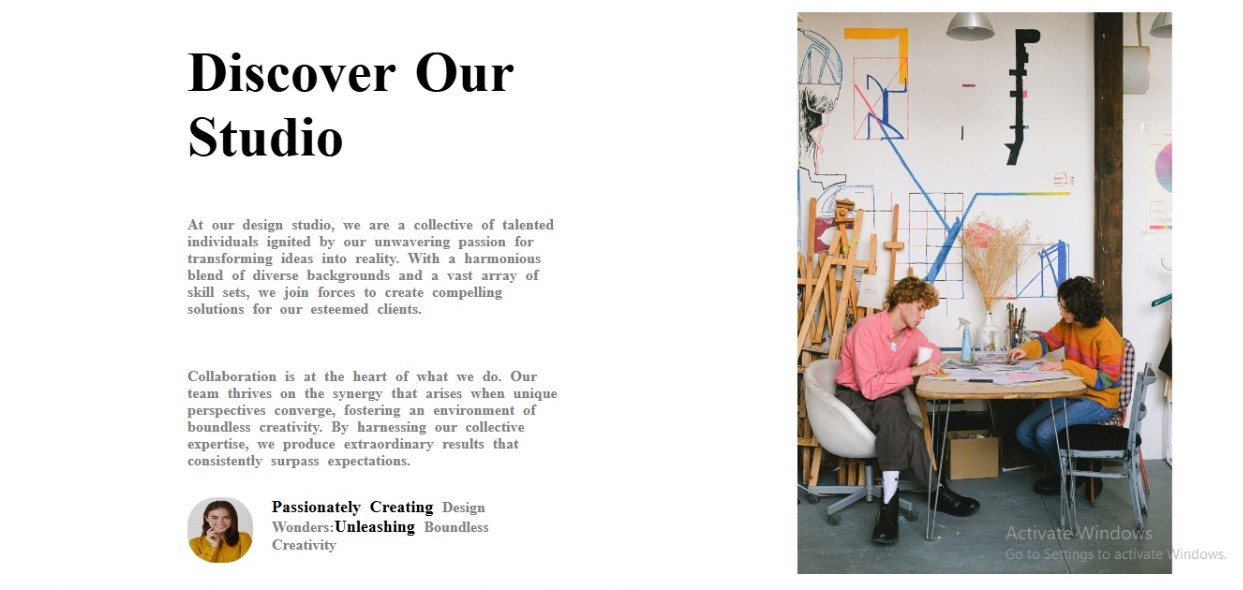 Discover Our
Studio
At our design studio, we are a collective of talented
individuals ignited by our unwavering passion for
transforming ideas into reality. With a harmonious
blend of diverse backgrounds and a vast array of
skill sets, we join forces to create compelling
solutions for our esteemed clients.
Collaboration is at the heart of what we do. Our
team thrives on the synergy that arises when unique
perspectives converge, fostering an environment of
boundless creativity. By harnessing our collective
expertise, we produce extraordinary results that
consistently surpass expectations.
Passionately Creating Design
Wonders:Unleashing Boundless
Creativity
Activate Windows
Go to Settings to activate Windows.